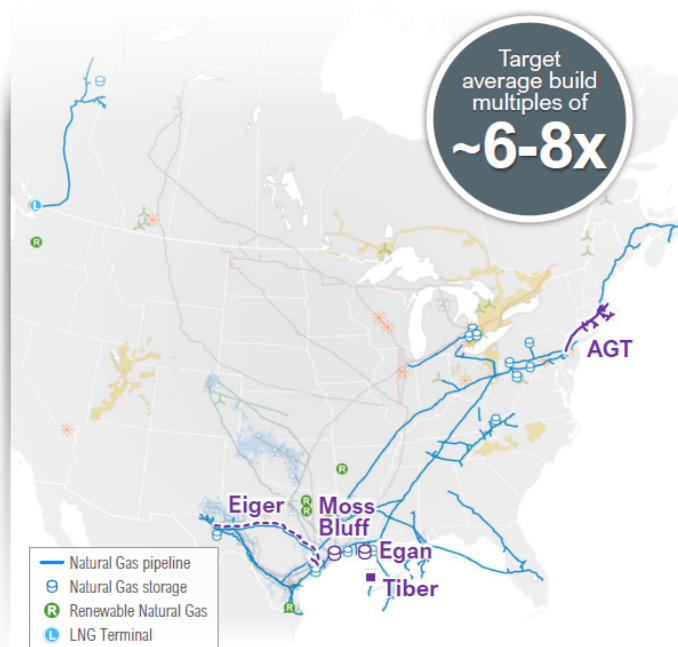 Target
average build
multiples of
~6-8x
AGT
Eiger
Moss
Bluff
Egan
Tiber
Natural Gas pipeline
Natural Gas storage
R Renewable Natural Gas
L LNG Terminal
L
R
R
R
R
R